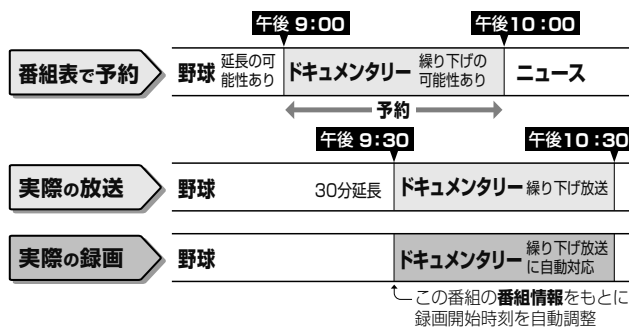 午後 9:00 午後10:00
番組表で予約 野球 延長の可能性あり ドキュメンタリー 繰り下げの可能性あり ニュース
予約
午後 9:30 午後10:30
実際の放送 野球 30分延長 ドキュメンタリー 繰り下げ放送
実際の録画 野球 ドキュメンタリー 繰り下げ放送に自動対応
この番組の番組情報をもとに
録画開始時刻を自動調整